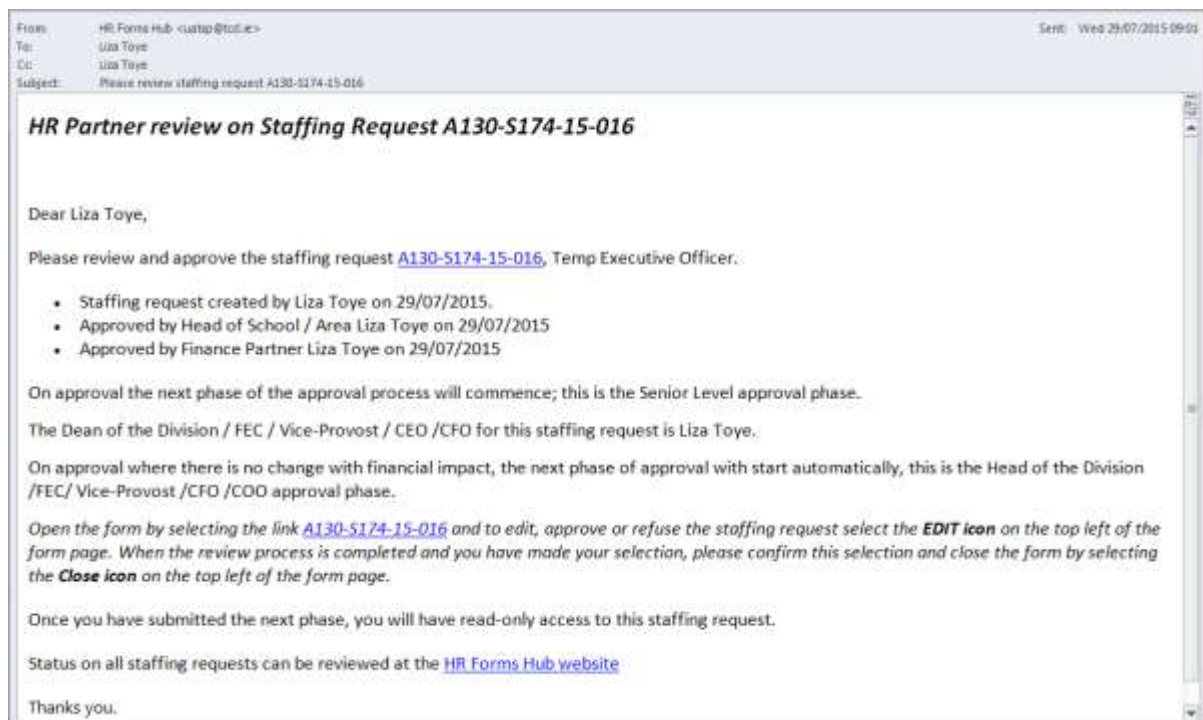 From: HR Forms Hub <uatsp@tcd.ie> Sent: Wed 29/07/2015 09:01
To: Liza Toye
Cc: Liza Toye
Subject: Please review staffing request A130-S174-15-016
HR Partner review on Staffing Request A130-S174-15-016
Dear Liza Toye,
Please review and approve the staffing request A130-S174-15-016, Temp Executive Officer.
• Staffing request created by Liza Toye on 29/07/2015.
• Approved by Head of School / Area Liza Toye on 29/07/2015
• Approved by Finance Partner Liza Toye on 29/07/2015
On approval the next phase of the approval process will commence; this is the Senior Level approval phase.
The Dean of the Division / FEC / Vice-Provost / CEO /CFO for this staffing request is Liza Toye.
On approval where there is no change with financial impact, the next phase of approval with start automatically, this is the Head of the Division
/FEC/ Vice-Provost /CFO /COO approval phase.
Open the form by selecting the link A130-S174-15-016 and to edit, approve or refuse the staffing request select the EDIT icon on the top left of the
form page. When the review process is completed and you have made your selection, please confirm this selection and close the form by selecting
the Close icon on the top left of the form page.
Once you have submitted the next phase, you will have read-only access to this staffing request.
Status on all staffing requests can be reviewed at the HR Forms Hub website
Thanks you.